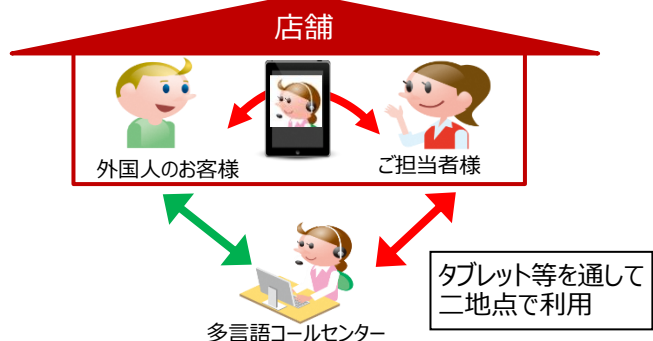 店舗
外国人のお客様
ご担当者様
タブレット等を通して
二地点で利用
多言語コールセンター